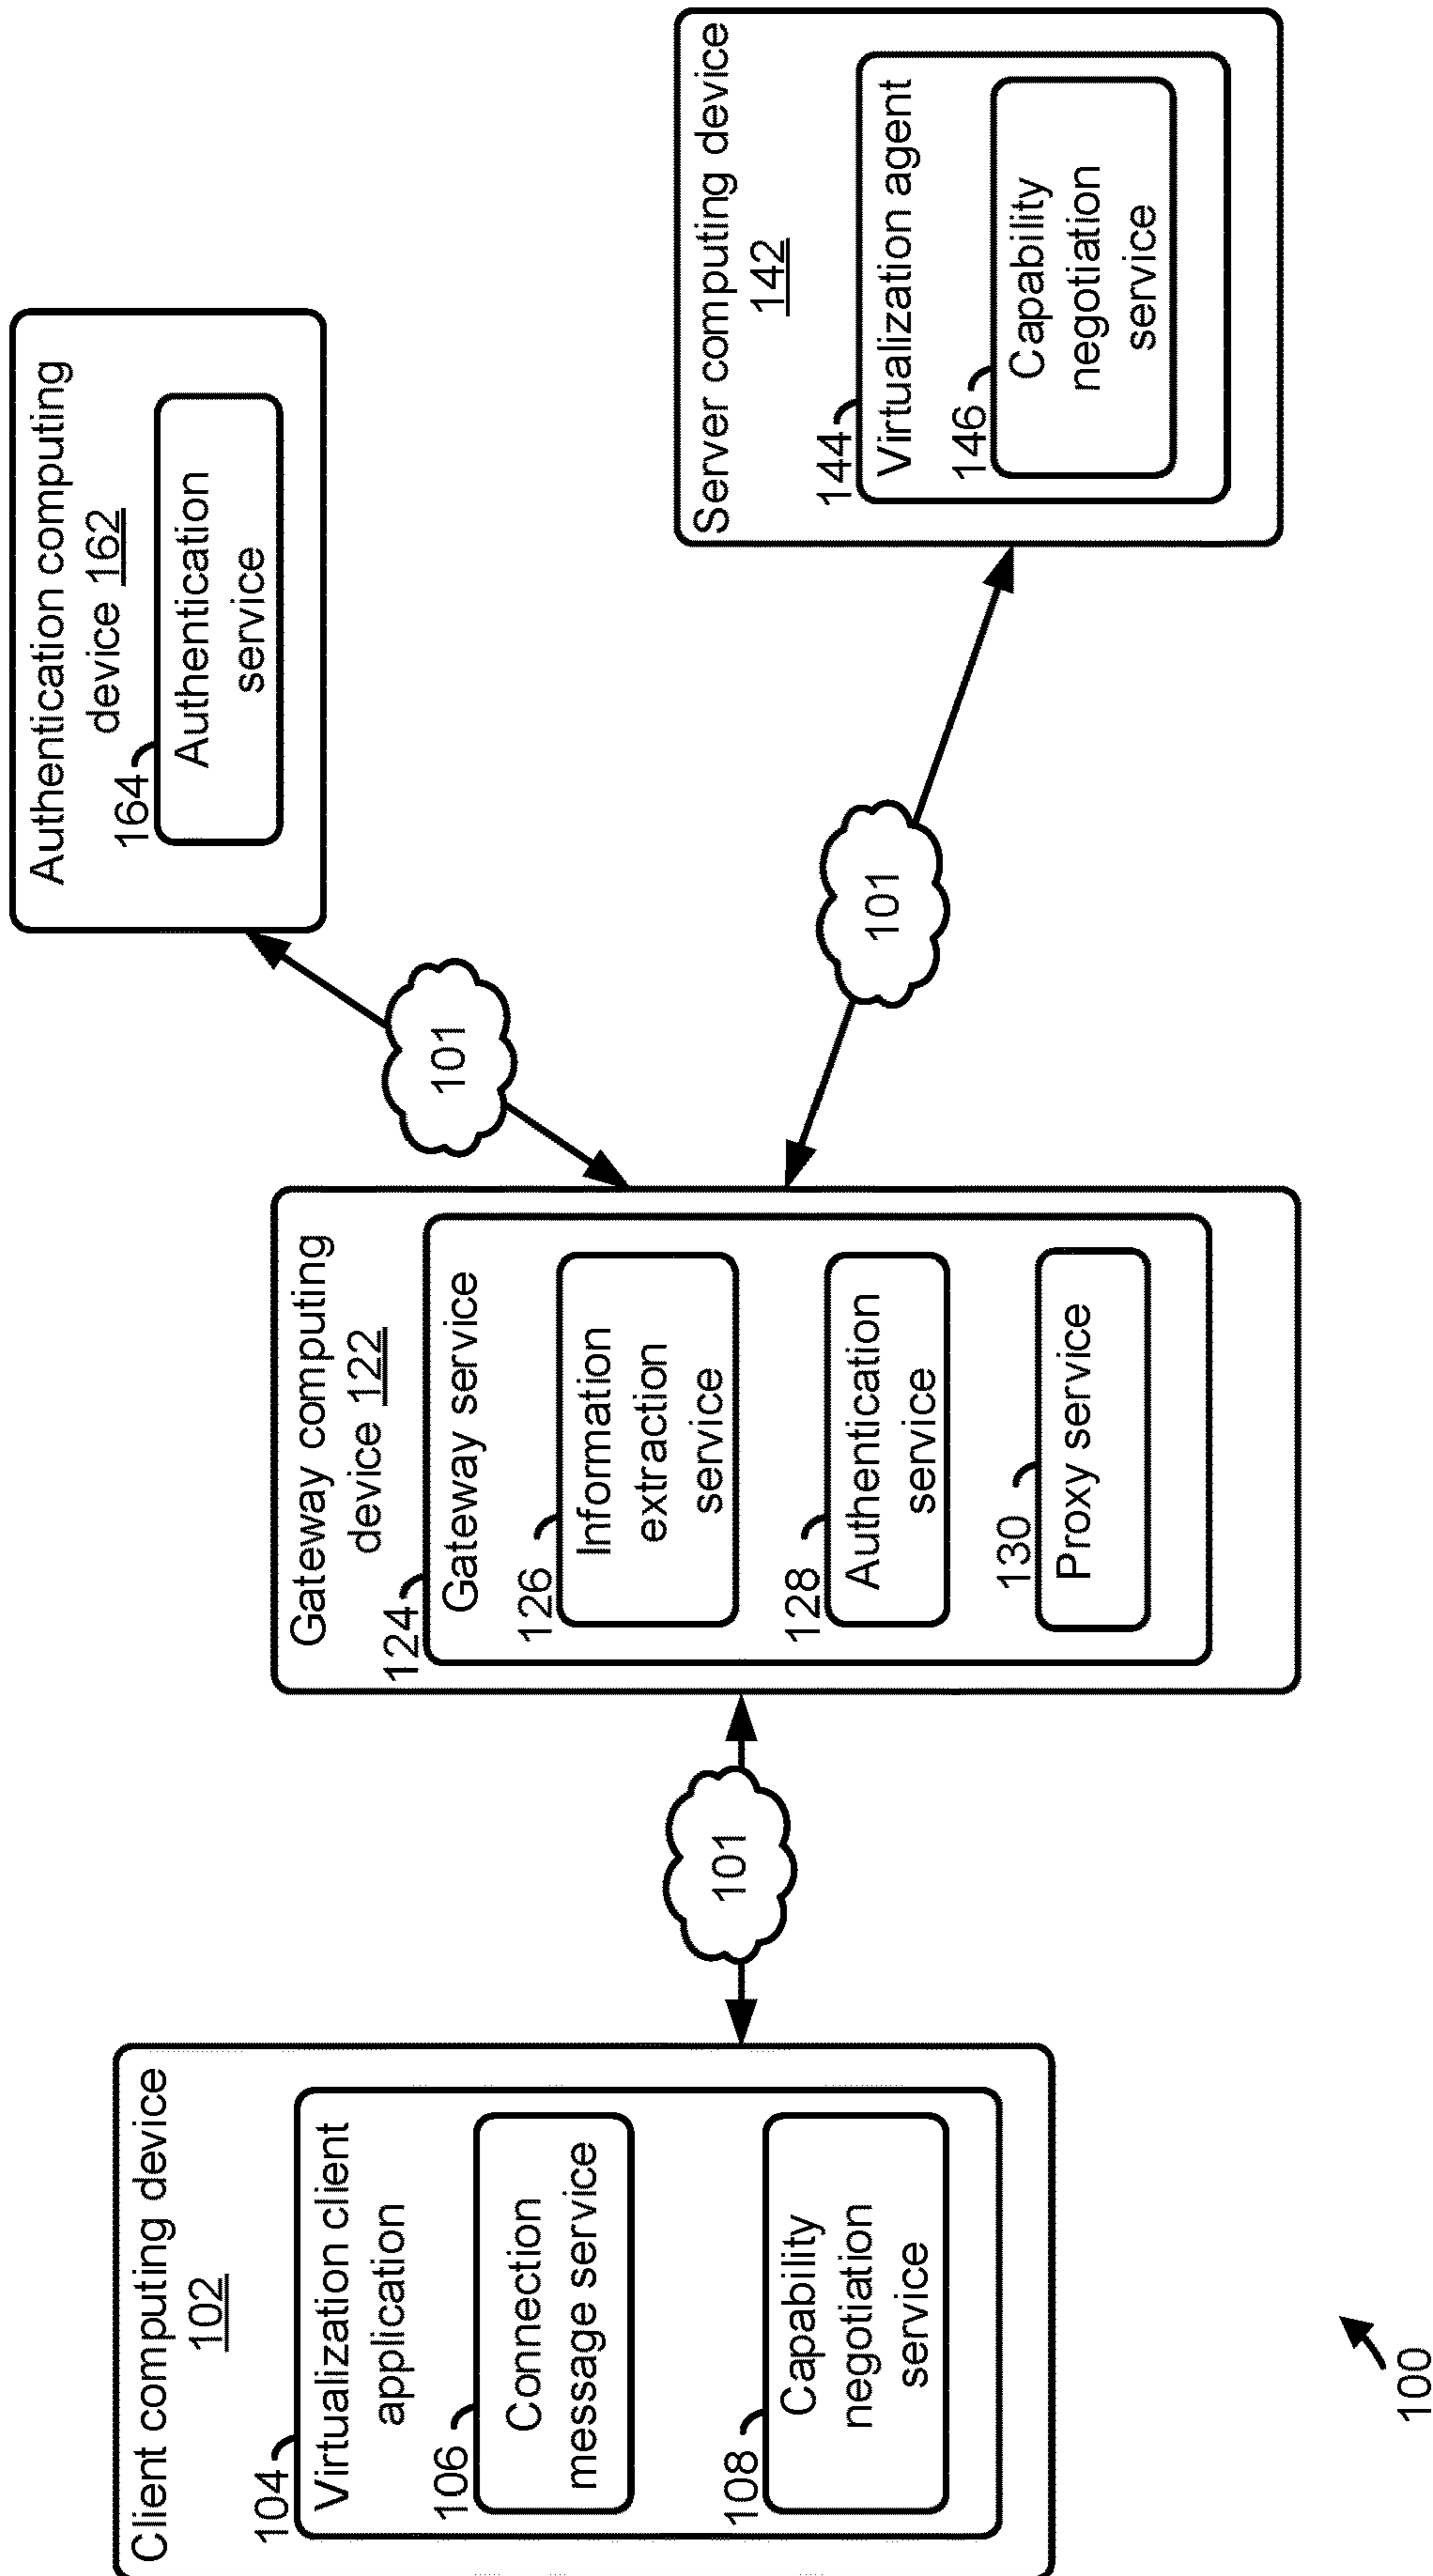 Client computing device
102
104
Virtualization client
application
106
Connection
message service
108
Capability
negotiation
service
101
Gateway computing
device 122
124
Gateway service
126
Information
extraction
service
128
Authentication
service
130
Proxy service
101
101
Authentication computing
device 162
164
Authentication
service
Server computing device
142
144
Virtualization agent
146
Capability
negotiation
service
100